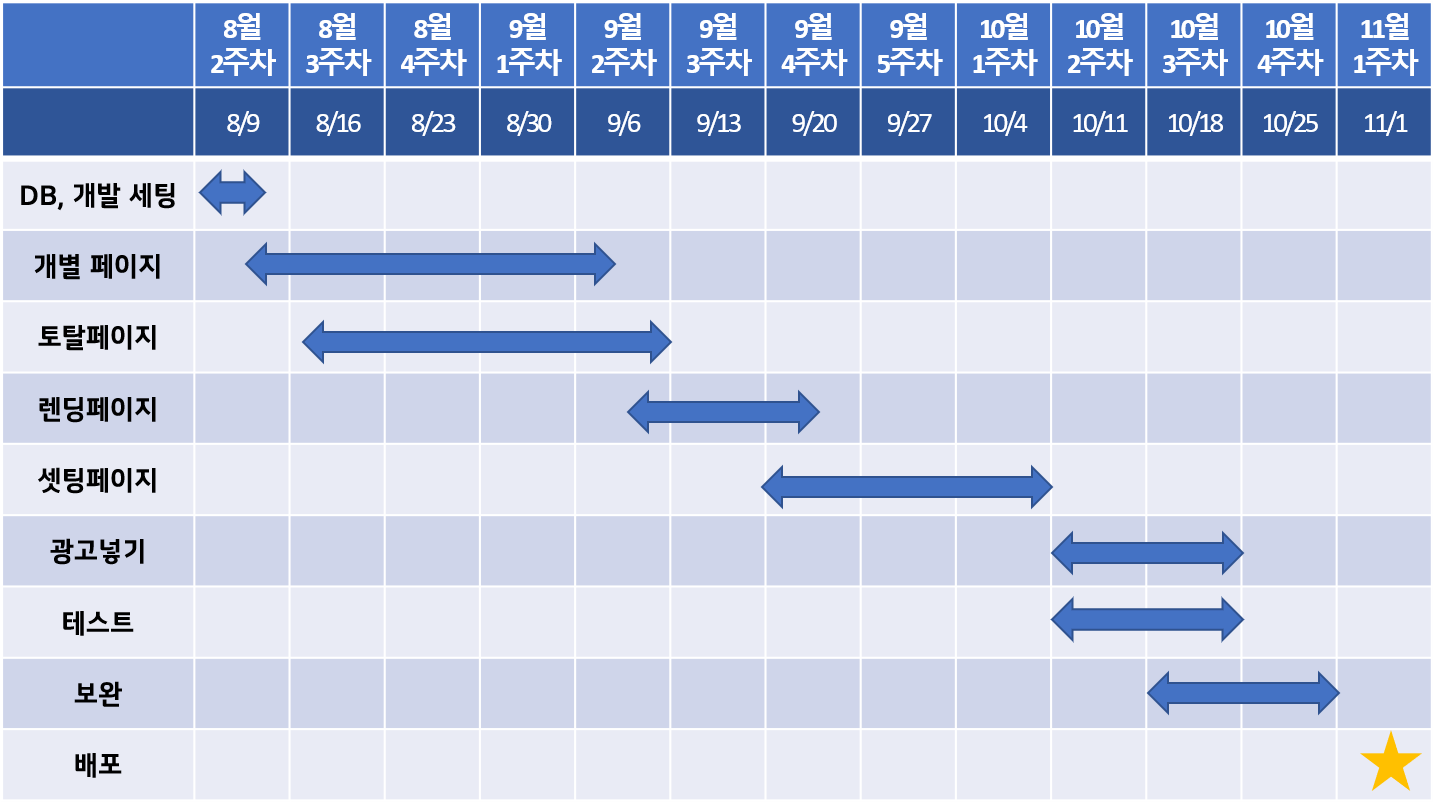 8월 2주차
8월 3주차
8월 4주차
9월 1주차
9월 2주차
9월 3주차
9월 4주차
9월 5주차
10월 1주차
10월 2주차
10월 3주차
10월 4주차
11월 1주차
8/9
8/16
8/23
8/30
9/6
9/13
9/20
9/27
10/4
10/11
10/18
10/25
11/1
DB, 개발 세팅
개별 페이지
토탈페이지
렌딩페이지
셋팅페이지
광고넣기
테스트
보완
배포